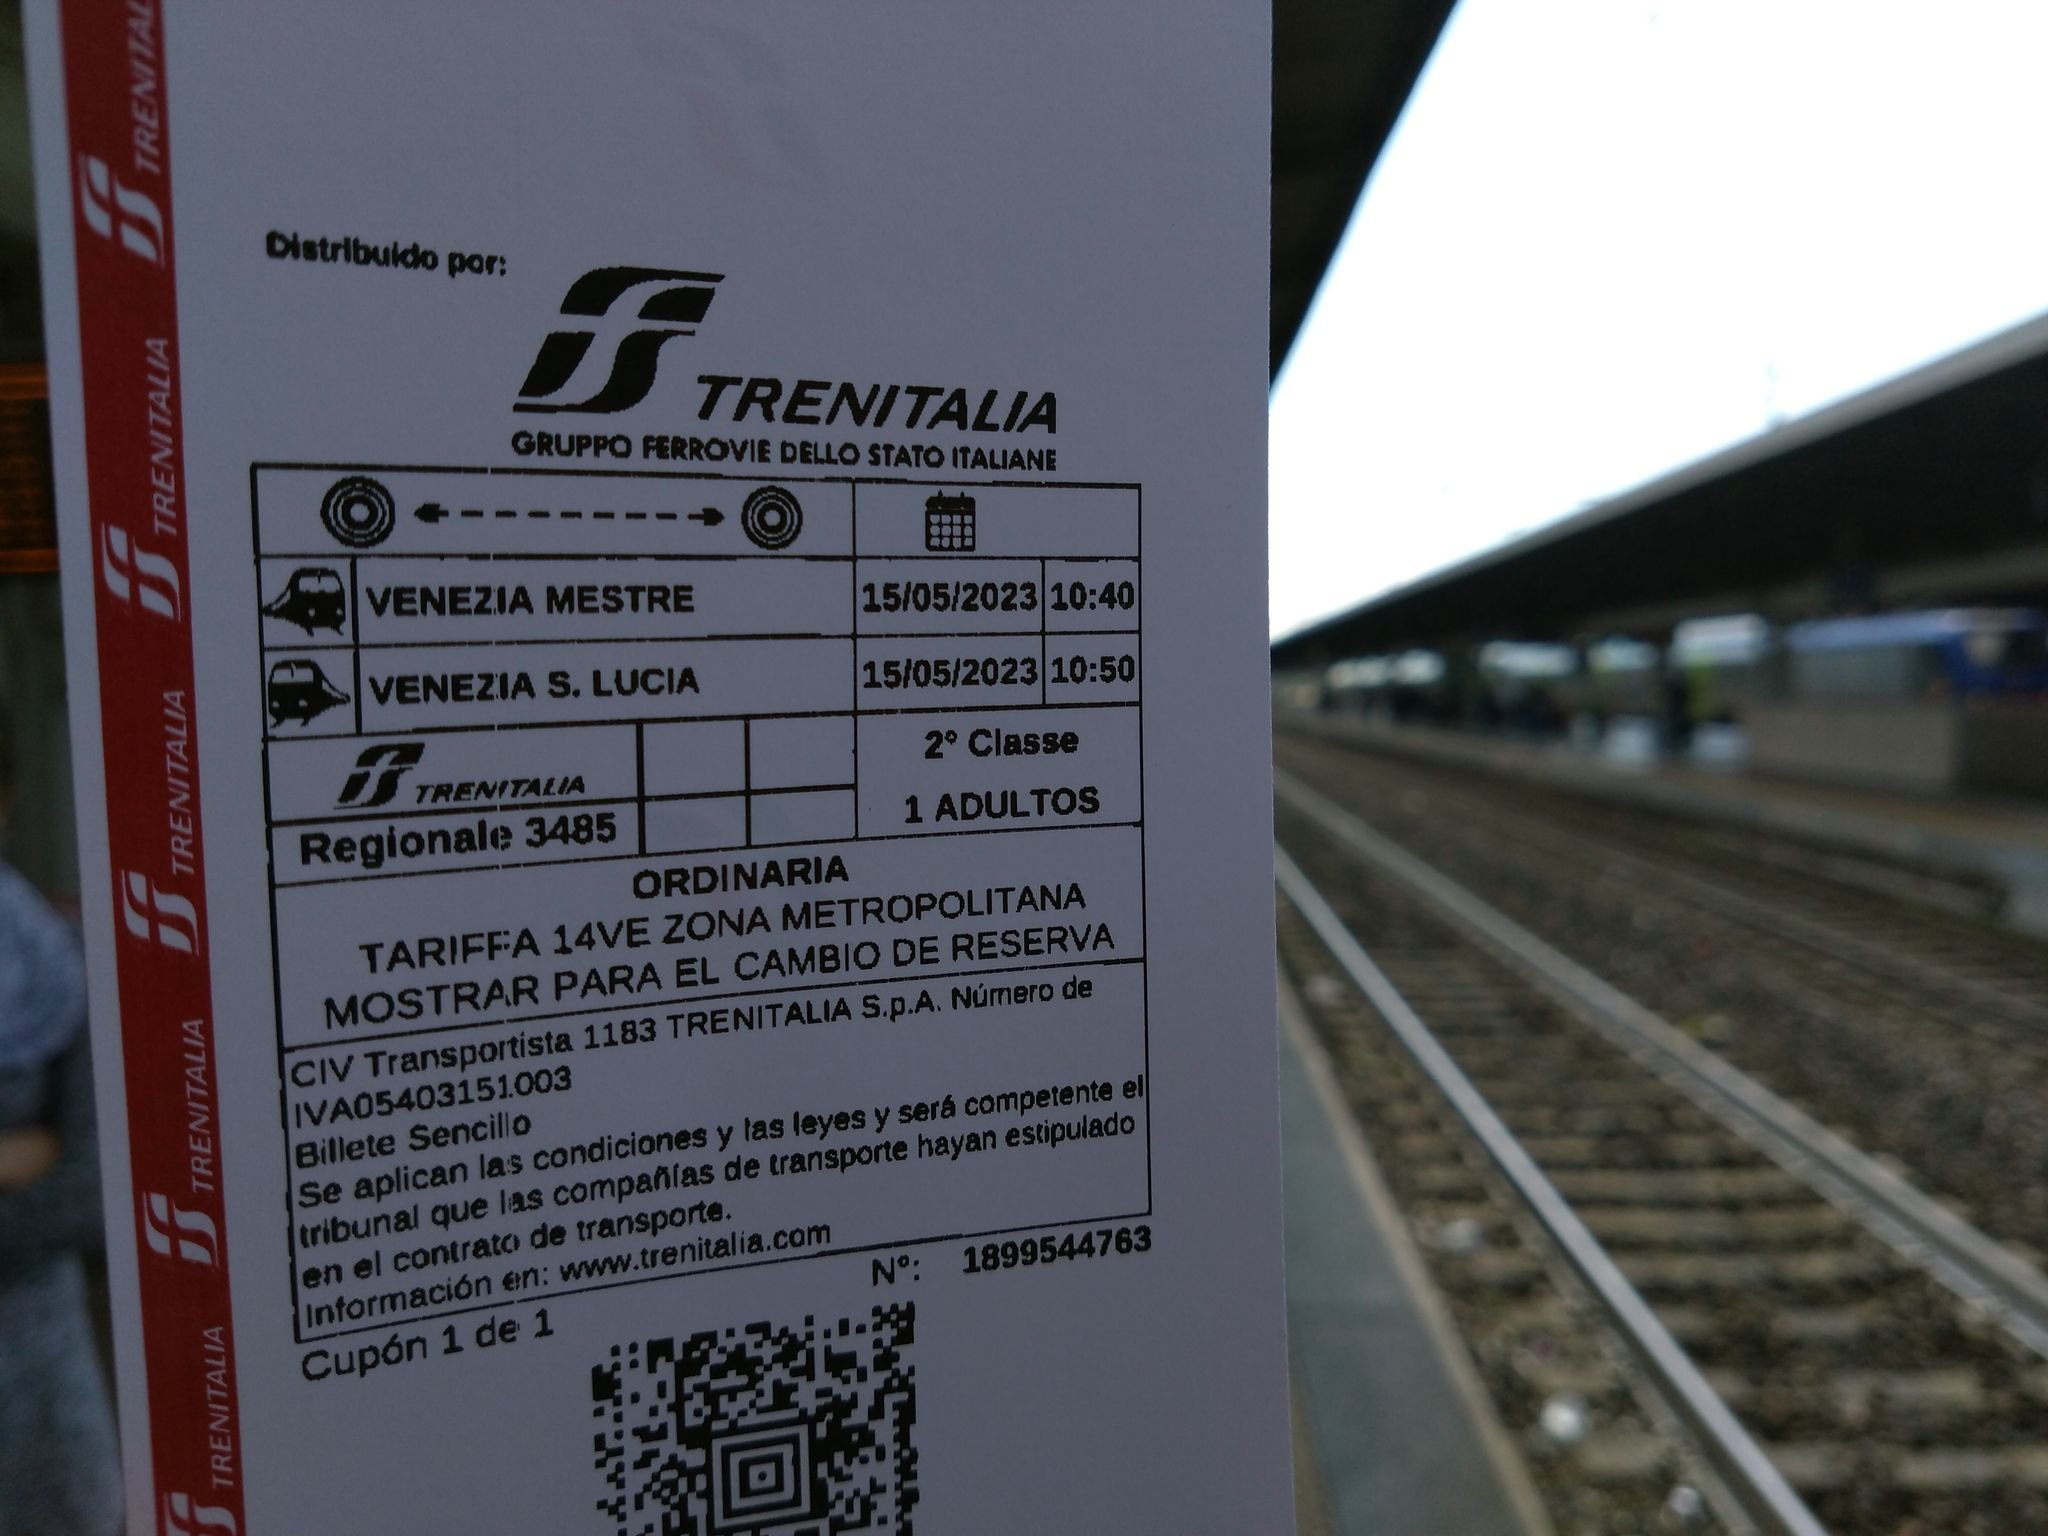 TRENITALIA
TRENITALIA
TRENITALIA
TRENITALIA
TRENITALIA
TRENITALIA
Distribuido por:
TRENITALIA
GRUPPO FERROVIE DELLO STATO ITALIANE
VENEZIA MESTRE 15/05/2023 10:40
VENEZIA S. LUCIA 15/05/2023 10:50
TRENITALIA 2ª Classe
Regionale 3485 1 ADULTOS
ORDINARIA
TARIFFA 14VE ZONA METROPOLITANA
MOSTRAR PARA EL CAMBIO DE RESERVA
CIV Transportista 1183 TRENITALIA S.p.A. Número de
IVA05403151003
Billete Sencillo
Se aplican las condiciones y las leyes y será competente el
tribunal que las compañías de transporte hayan estipulado
en el contrato de transporte.
Información en: www.trenitalia.com
Cupón 1 de 1 Nº: 1899544763